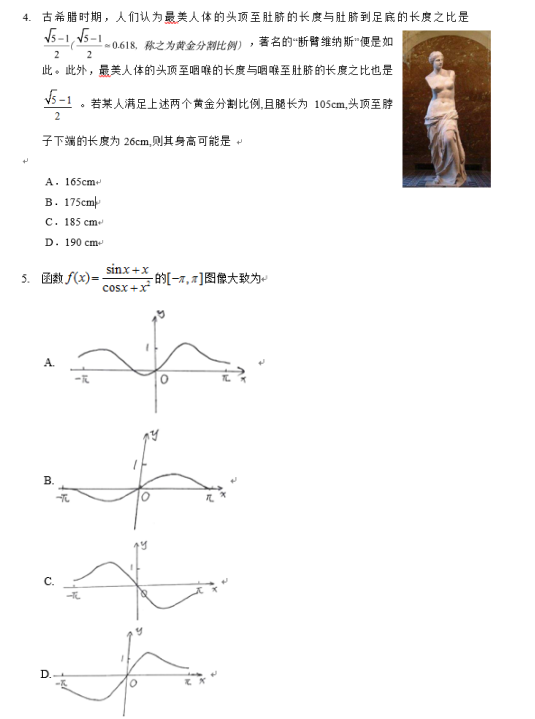 4. 古希腊时期，人们认为最美人体的头顶至肚脐的长度与肚脐到足底的长度之比是
(√5-1)/2 ((√5-1)/2 ≈ 0.618, 称之为黄金分割比例)，著名的“断臂维纳斯”便是如
此。此外，最美人体的头顶至咽喉的长度与咽喉至肚脐的长度之比也是
(√5-1)/2 。若某人满足上述两个黄金分割比例,且腿长为 105cm,头顶至脖
子下端的长度为 26cm,则其身高可能是
A．165cm
B．175cm
C．185 cm
D．190 cm
5. 函数 f(x)= (sinx+x)/(cosx+x²) 的[-π,π]图像大致为
A.
y
1
-π O π x
B.
y
1
-π O π x
C.
y
1
-π O π x
D.
y
1
-π O π x